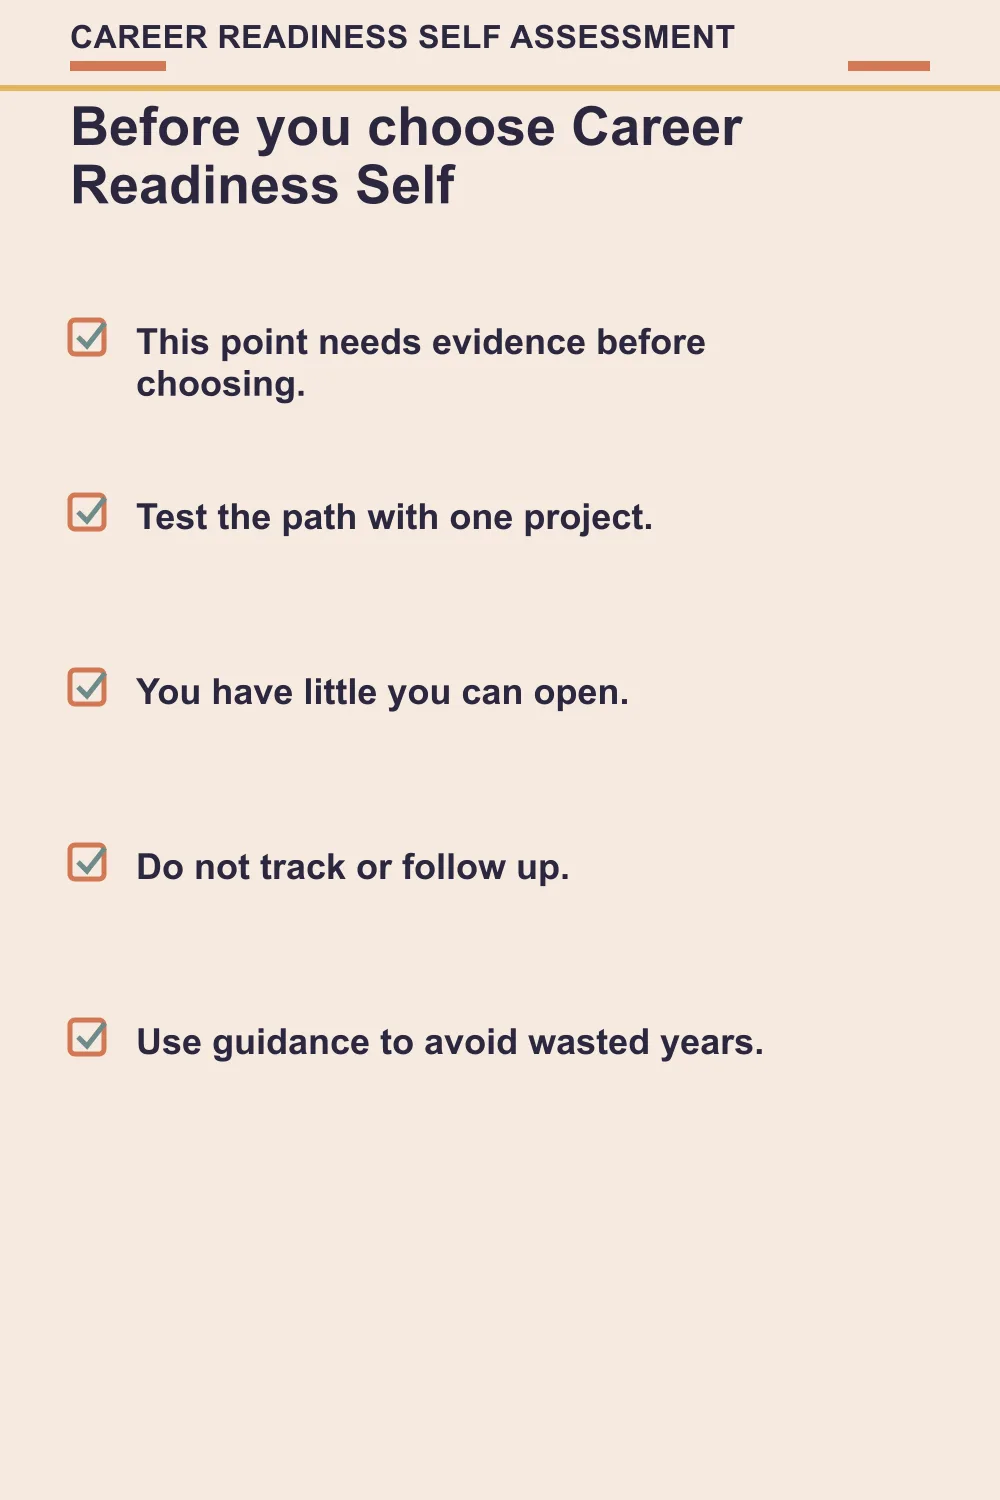 CAREER READINESS SELF ASSESSMENT
Before you choose Career
Readiness Self
This point needs evidence before
choosing.
Test the path with one project.
You have little you can open.
Do not track or follow up.
Use guidance to avoid wasted years.